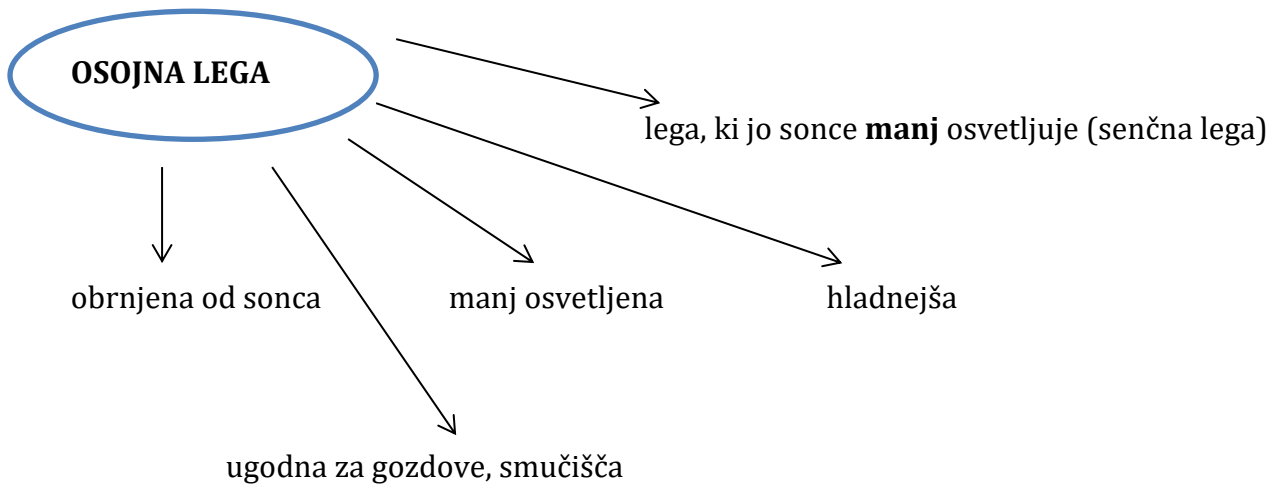 OSOJNA LEGA
lega, ki jo sonce manj osvetljuje (senčna lega)
obrnjena od sonca
manj osvetljena
hladnejša
ugodna za gozdove, smučišča